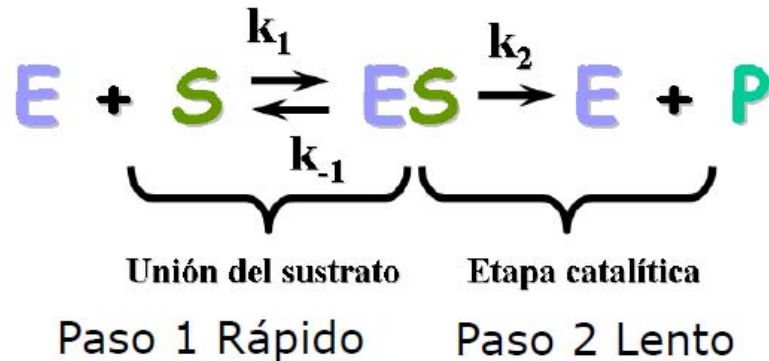 k₁ k₂
E + S ⇌ ES → E + P
k₋₁
Unión del sustrato Etapa catalítica
Paso 1 Rápido Paso 2 Lento